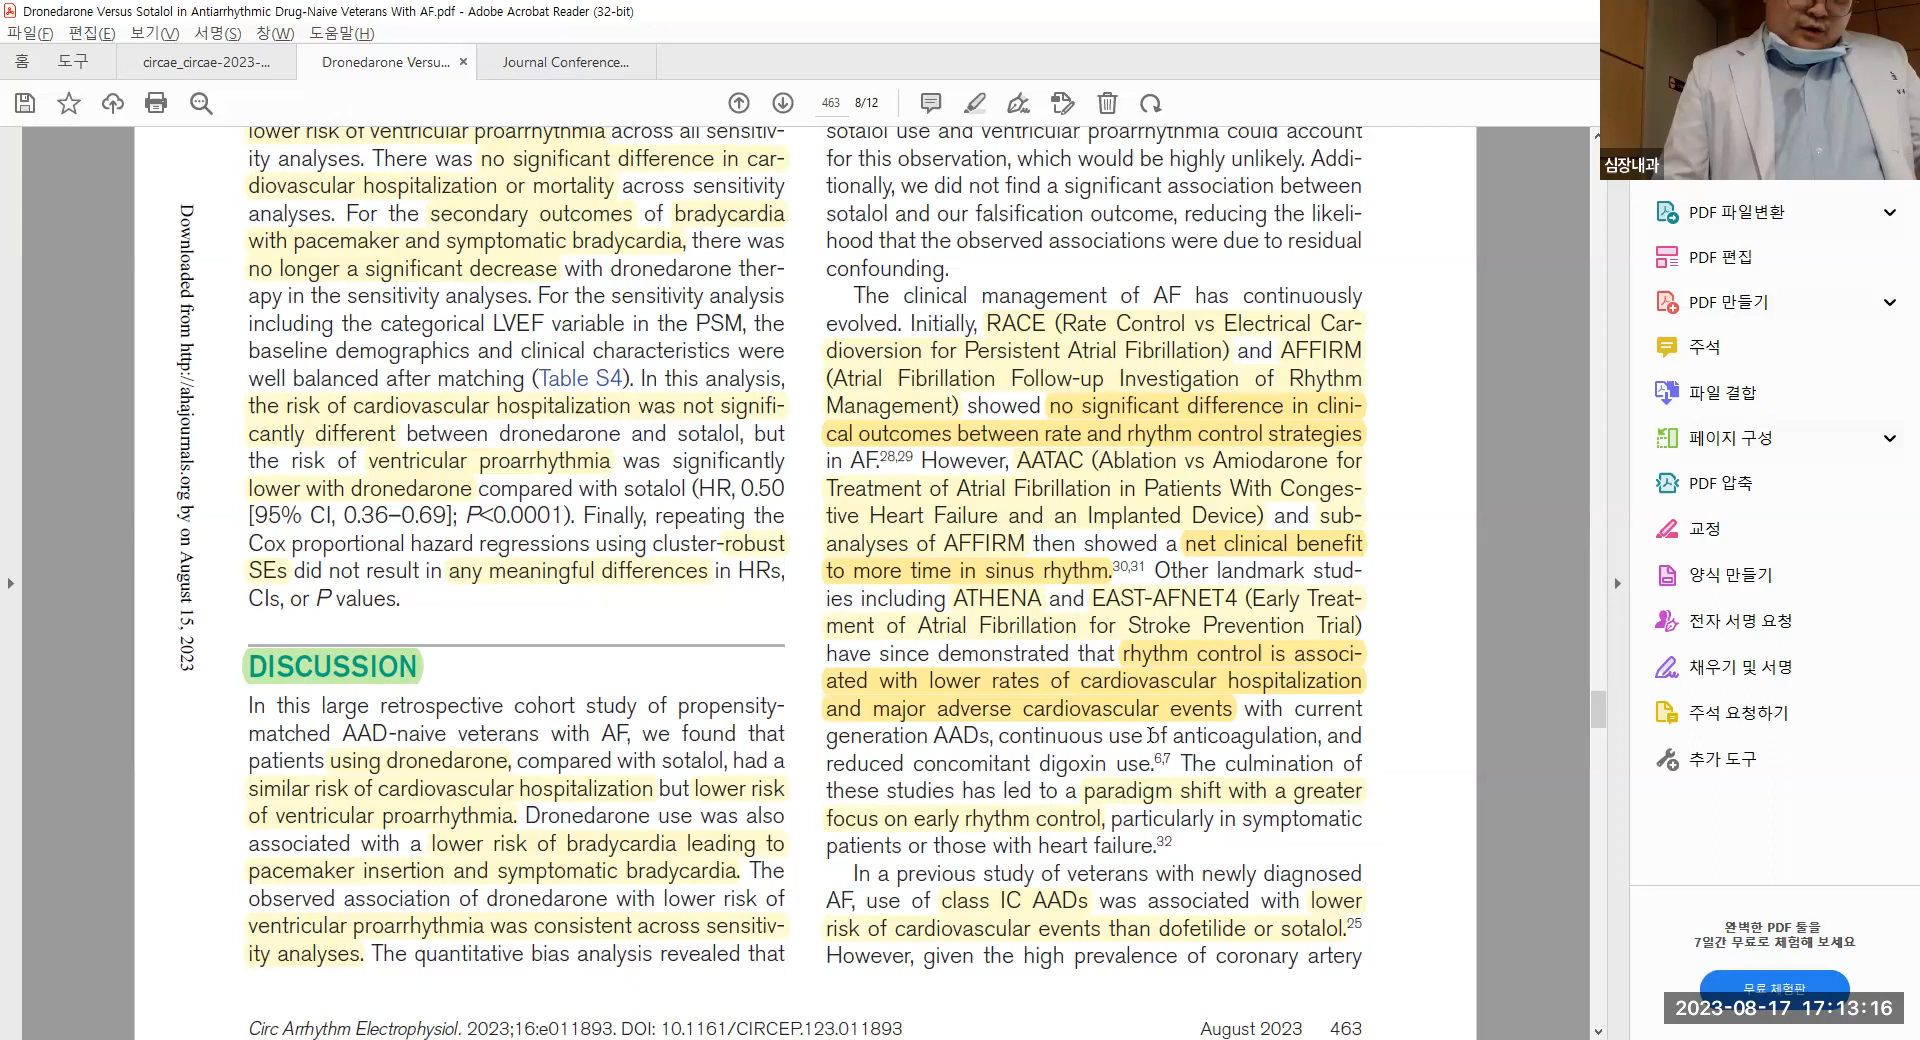 Dronedarone Versus Sotalol in Antiarrhythmic Drug-Naive Veterans With AF.pdf - Adobe Acrobat Reader (32-bit)
파일(F) 편집(E) 보기(V) 서명(S) 창(W) 도움말(H)
홈 도구 circae_circae-2023-... Dronedarone Versu... × Journal Conference...
463 8/12
Downloaded from http://ahajournals.org by on August 15, 2023
lower risk of ventricular proarrhythmia across all sensitiv-
ity analyses. There was no significant difference in car-
diovascular hospitalization or mortality across sensitivity
analyses. For the secondary outcomes of bradycardia
with pacemaker and symptomatic bradycardia, there was
no longer a significant decrease with dronedarone ther-
apy in the sensitivity analyses. For the sensitivity analysis
including the categorical LVEF variable in the PSM, the
baseline demographics and clinical characteristics were
well balanced after matching (Table S4). In this analysis,
the risk of cardiovascular hospitalization was not signifi-
cantly different between dronedarone and sotalol, but
the risk of ventricular proarrhythmia was significantly
lower with dronedarone compared with sotalol (HR, 0.50
[95% CI, 0.36–0.69]; P<0.0001). Finally, repeating the
Cox proportional hazard regressions using cluster-robust
SEs did not result in any meaningful differences in HRs,
CIs, or P values.
DISCUSSION
In this large retrospective cohort study of propensity-
matched AAD-naive veterans with AF, we found that
patients using dronedarone, compared with sotalol, had a
similar risk of cardiovascular hospitalization but lower risk
of ventricular proarrhythmia. Dronedarone use was also
associated with a lower risk of bradycardia leading to
pacemaker insertion and symptomatic bradycardia. The
observed association of dronedarone with lower risk of
ventricular proarrhythmia was consistent across sensitiv-
ity analyses. The quantitative bias analysis revealed that
sotalol use and ventricular proarrhythmia could account
for this observation, which would be highly unlikely. Addi-
tionally, we did not find a significant association between
sotalol and our falsification outcome, reducing the likeli-
hood that the observed associations were due to residual
confounding.
The clinical management of AF has continuously
evolved. Initially, RACE (Rate Control vs Electrical Car-
dioversion for Persistent Atrial Fibrillation) and AFFIRM
(Atrial Fibrillation Follow-up Investigation of Rhythm
Management) showed no significant difference in clini-
cal outcomes between rate and rhythm control strategies
in AF.28,29 However, AATAC (Ablation vs Amiodarone for
Treatment of Atrial Fibrillation in Patients With Conges-
tive Heart Failure and an Implanted Device) and sub-
analyses of AFFIRM then showed a net clinical benefit
to more time in sinus rhythm.30,31 Other landmark stud-
ies including ATHENA and EAST-AFNET4 (Early Treat-
ment of Atrial Fibrillation for Stroke Prevention Trial)
have since demonstrated that rhythm control is associ-
ated with lower rates of cardiovascular hospitalization
and major adverse cardiovascular events with current
generation AADs, continuous use of anticoagulation, and
reduced concomitant digoxin use.6,7 The culmination of
these studies has led to a paradigm shift with a greater
focus on early rhythm control, particularly in symptomatic
patients or those with heart failure.32
In a previous study of veterans with newly diagnosed
AF, use of class IC AADs was associated with lower
risk of cardiovascular events than dofetilide or sotalol.25
However, given the high prevalence of coronary artery
Circ Arrhythm Electrophysiol. 2023;16:e011893. DOI: 10.1161/CIRCEP.123.011893
August 2023 463
심장내과
PDF 파일변환
PDF 편집
PDF 만들기
주석
파일 결합
페이지 구성
PDF 압축
교정
양식 만들기
전자 서명 요청
채우기 및 서명
주석 요청하기
추가 도구
완벽한 PDF 툴을
7일간 무료로 체험해 보세요
무료 체험판
2023-08-17 17:13:16